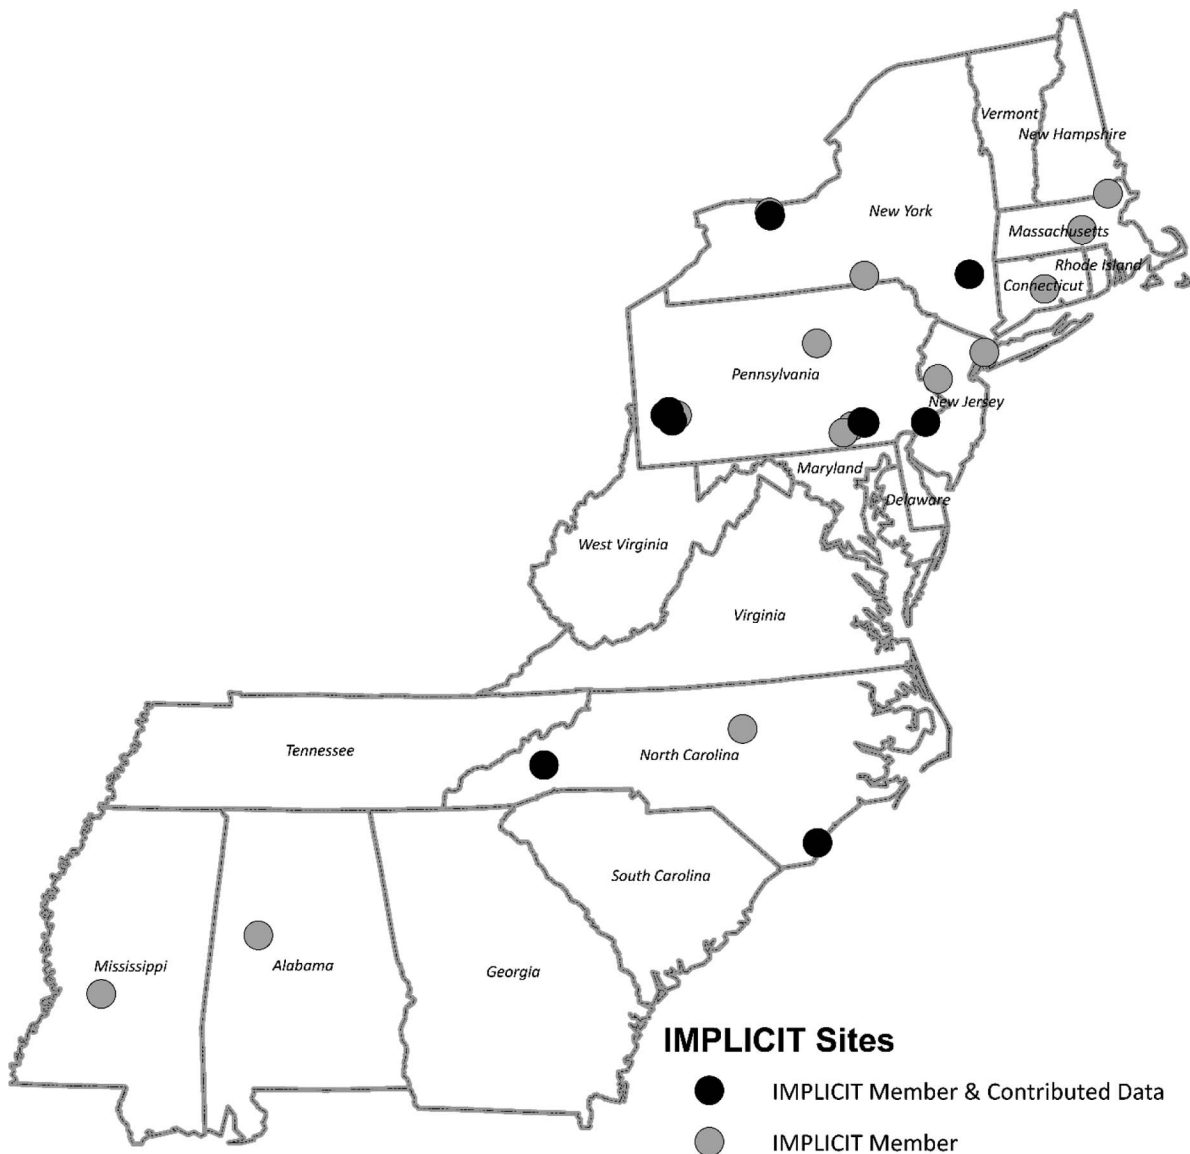 Vermont
New Hampshire
New York
Massachusetts
Rhode Island
Connecticut
Pennsylvania
New Jersey
Maryland
Delaware
West Virginia
Virginia
Tennessee
North Carolina
South Carolina
Mississippi
Alabama
Georgia
IMPLICIT Sites
IMPLICIT Member & Contributed Data
IMPLICIT Member